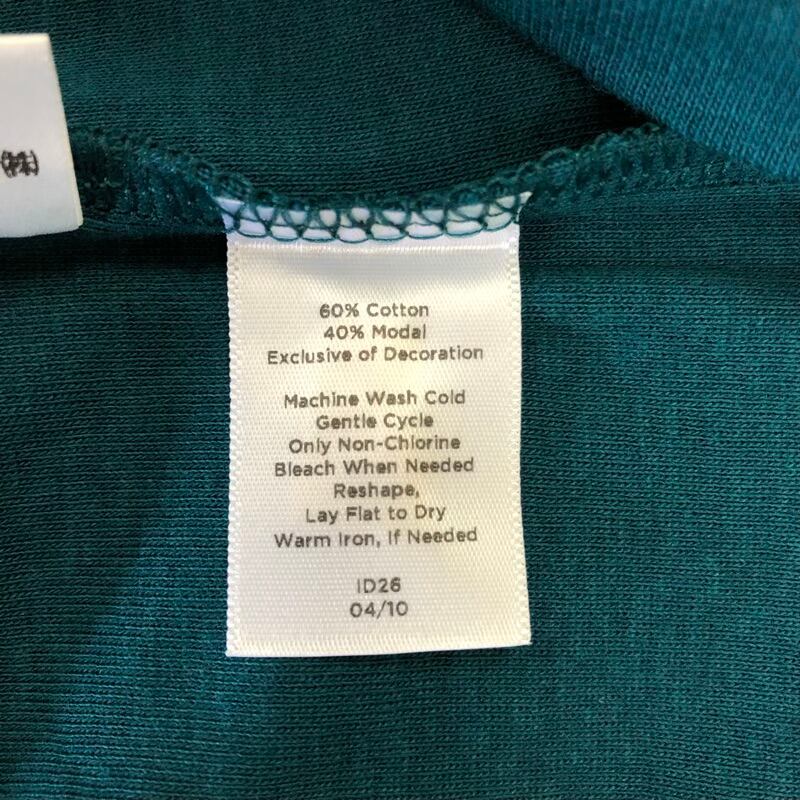 60% Cotton
40% Modal
Exclusive of Decoration
Machine Wash Cold
Gentle Cycle
Only Non-Chlorine
Bleach When Needed
Reshape,
Lay Flat to Dry
Warm Iron, If Needed
ID26
04/10